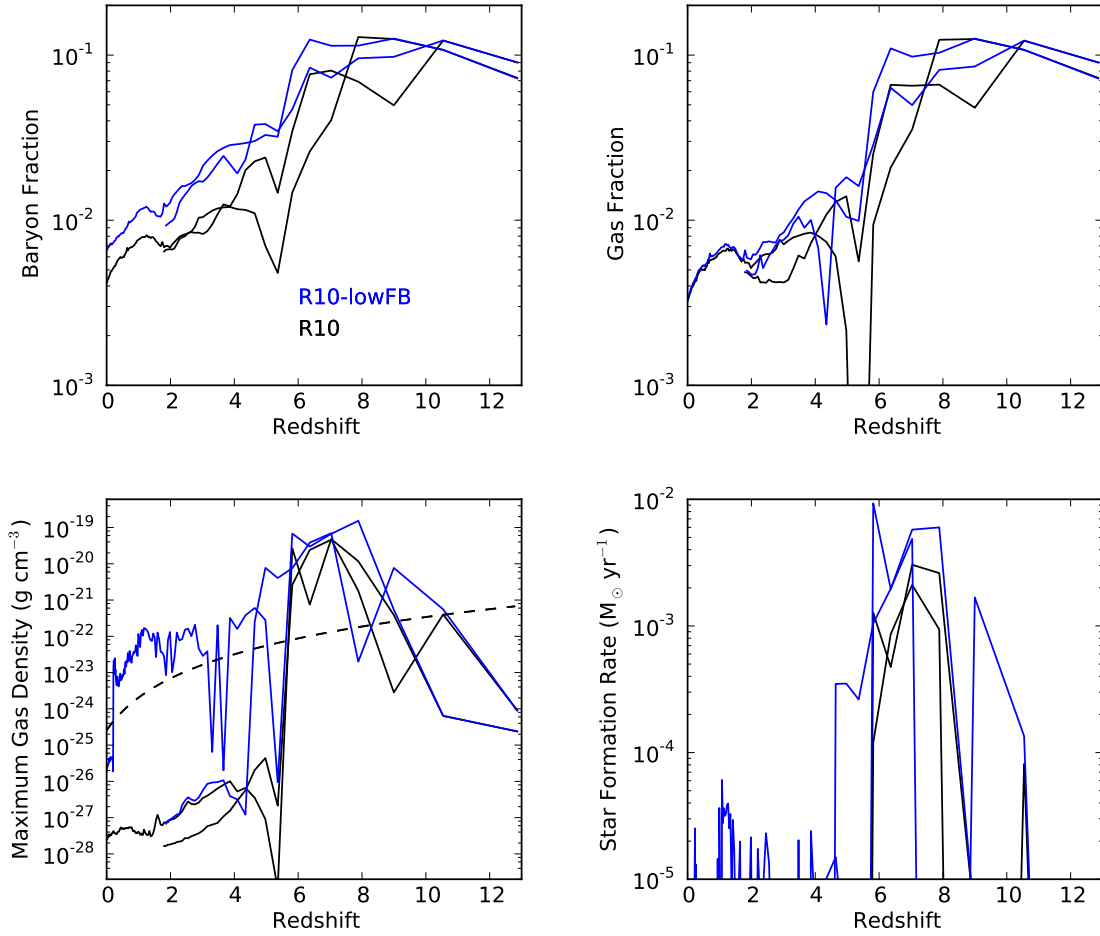 10⁻¹
10⁻²
10⁻³
Baryon Fraction
R10-lowFB
R10
0 2 4 6 8 10 12
Redshift
10⁻¹
10⁻²
10⁻³
Gas Fraction
0 2 4 6 8 10 12
Redshift
10⁻¹⁹
10⁻²⁰
10⁻²¹
10⁻²²
10⁻²³
10⁻²⁴
10⁻²⁵
10⁻²⁶
10⁻²⁷
10⁻²⁸
Maximum Gas Density (g cm⁻³)
0 2 4 6 8 10 12
Redshift
10⁻²
10⁻³
10⁻⁴
10⁻⁵
Star Formation Rate (M⊙ yr⁻¹ )
0 2 4 6 8 10 12
Redshift